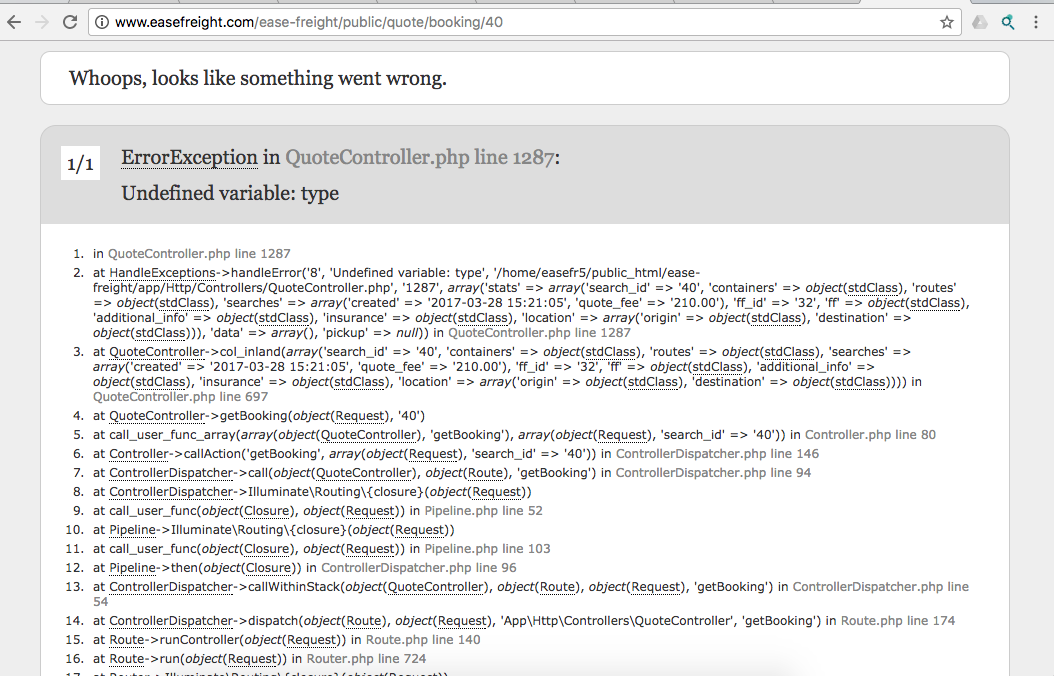 www.easefreight.com/ease-freight/public/quote/booking/40
Whoops, looks like something went wrong.
1/1
ErrorException in QuoteController.php line 1287:
Undefined variable: type
1. in QuoteController.php line 1287
2. at HandleExceptions->handleError('8', 'Undefined variable: type', '/home/easefr5/public_html/ease-
freight/app/Http/Controllers/QuoteController.php', '1287', array('stats' => array('search_id' => '40', 'containers' => object(stdClass), 'routes'
=> object(stdClass), 'searches' => array('created' => '2017-03-28 15:21:05', 'quote_fee' => '210.00'), 'ff_id' => '32', 'ff' => object(stdClass),
'additional_info' => object(stdClass), 'insurance' => object(stdClass), 'location' => array('origin' => object(stdClass), 'destination' =>
object(stdClass))), 'data' => array(), 'pickup' => null)) in QuoteController.php line 1287
3. at QuoteController->col_inland(array('search_id' => '40', 'containers' => object(stdClass), 'routes' => object(stdClass), 'searches' =>
array('created' => '2017-03-28 15:21:05', 'quote_fee' => '210.00'), 'ff_id' => '32', 'ff' => object(stdClass), 'additional_info' =>
object(stdClass), 'insurance' => object(stdClass), 'location' => array('origin' => object(stdClass), 'destination' => object(stdClass)))) in
QuoteController.php line 697
4. at QuoteController->getBooking(object(Request), '40')
5. at call_user_func_array(array(object(QuoteController), 'getBooking'), array(object(Request), 'search_id' => '40')) in Controller.php line 80
6. at Controller->callAction('getBooking', array(object(Request), 'search_id' => '40')) in ControllerDispatcher.php line 146
7. at ControllerDispatcher->call(object(QuoteController), object(Route), 'getBooking') in ControllerDispatcher.php line 94
8. at ControllerDispatcher->Illuminate\Routing\{closure}(object(Request))
9. at call_user_func(object(Closure), object(Request)) in Pipeline.php line 52
10. at Pipeline->Illuminate\Routing\{closure}(object(Request))
11. at call_user_func(object(Closure), object(Request)) in Pipeline.php line 103
12. at Pipeline->then(object(Closure)) in ControllerDispatcher.php line 96
13. at ControllerDispatcher->callWithinStack(object(QuoteController), object(Route), object(Request), 'getBooking') in ControllerDispatcher.php line
54
14. at ControllerDispatcher->dispatch(object(Route), object(Request), 'App\Http\Controllers\QuoteController', 'getBooking') in Route.php line 174
15. at Route->runController(object(Request)) in Route.php line 140
16. at Route->run(object(Request)) in Router.php line 724
17. at Router->Illuminate\Routing\{closure}(object(Request))